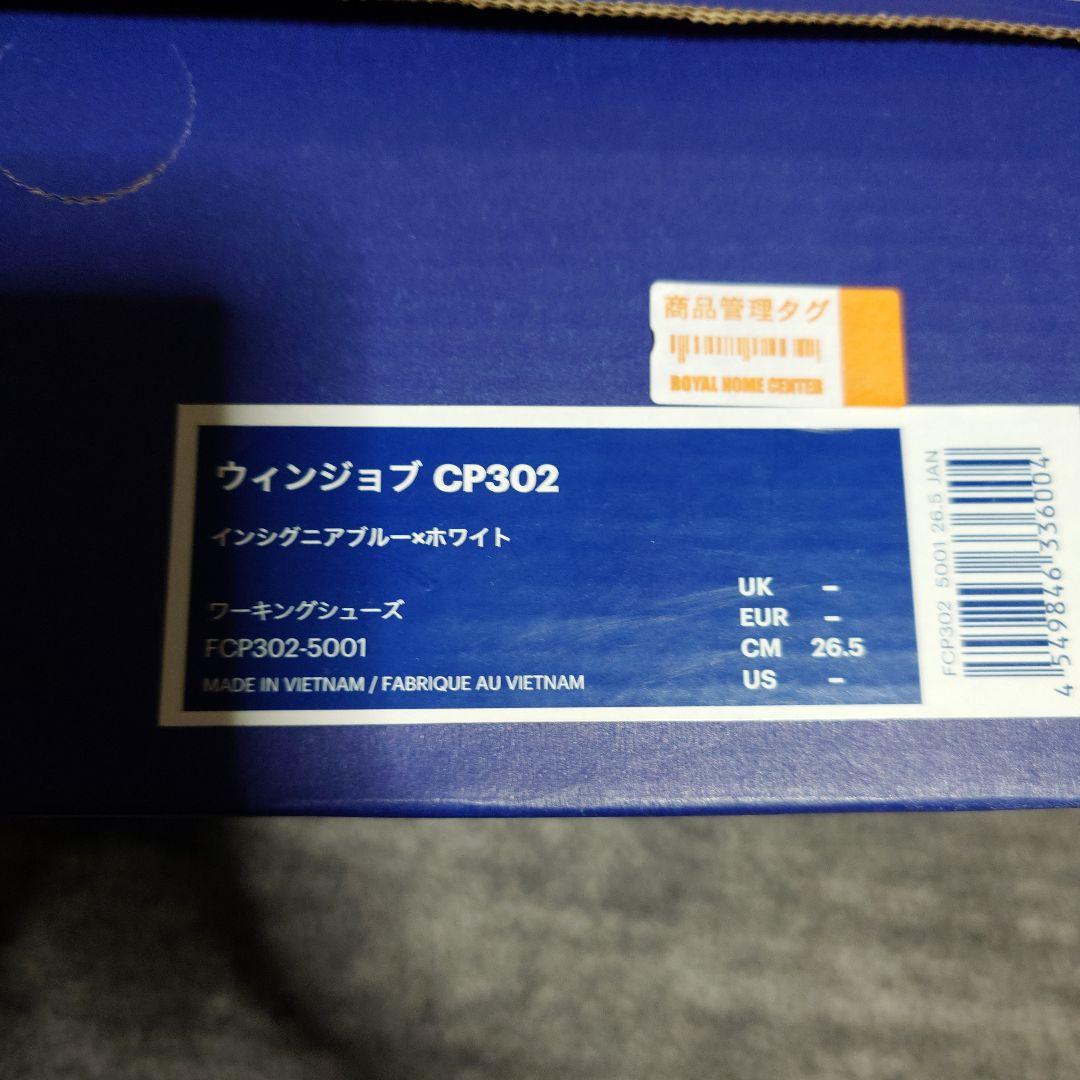 商品管理タグ
ROYAL HOME CENTER
ウィンジョブ CP302
インシグニアブルー×ホワイト
ワーキングシューズ
FCP302-5001
MADE IN VIETNAM / FABRIQUE AU VIETNAM
UK –
EUR –
CM 26.5
US –
FCP302 5001 26.5 JAN
4 549846 336004